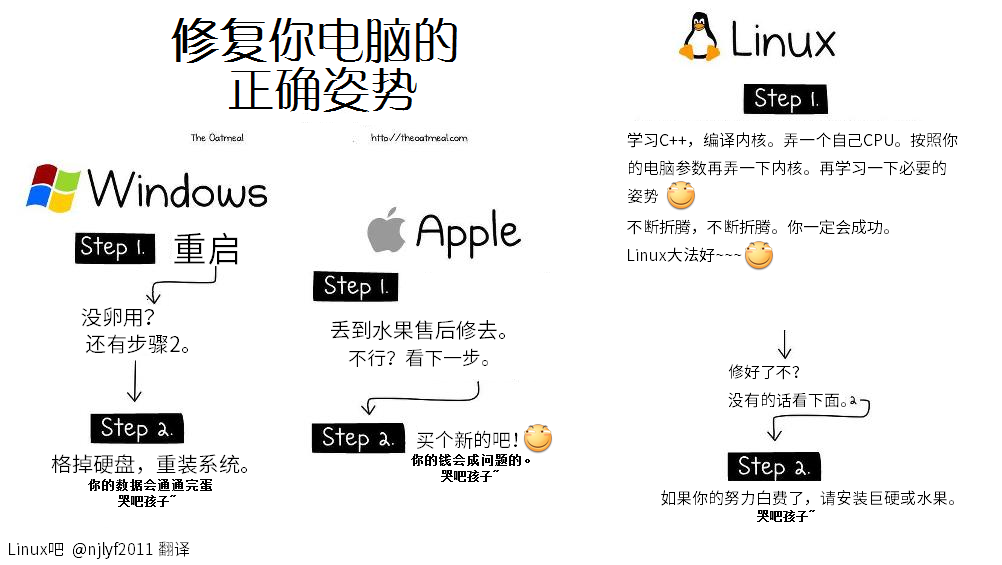 修复你电脑的
正确姿势
The Oatmeal
http://theoatmeal.com
Windows
Step 1.
重启
没卵用？
还有步骤2。
Step 2.
格掉硬盘，重装系统。
你的数据会通通完蛋
哭吧孩子~
Apple
Step 1.
丢到水果售后修去。
不行？看下一步。
Step 2.
买个新的吧！
你的钱会成问题的。
哭吧孩子~
Linux
Step 1.
学习C++，编译内核。弄一个自己CPU。按照你
的电脑参数再弄一下内核。再学习一下必要的
姿势
不断折腾，不断折腾。你一定会成功。
Linux大法好~~~
修好了不？
没有的话看下面。2
Step 2.
如果你的努力白费了，请安装巨硬或水果。
哭吧孩子~
Linux吧 @njlyf2011 翻译